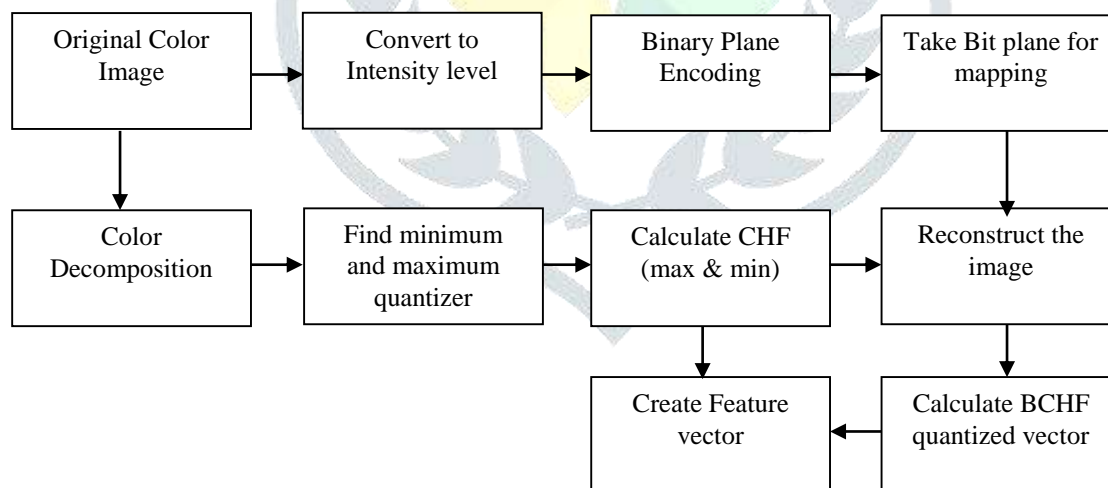 Original Color
Image
Convert to
Intensity level
Binary Plane
Encoding
Take Bit plane for
mapping
Color
Decomposition
Find minimum
and maximum
quantizer
Calculate CHF
(max & min)
Reconstruct the
image
Create Feature
vector
Calculate BCHF
quantized vector